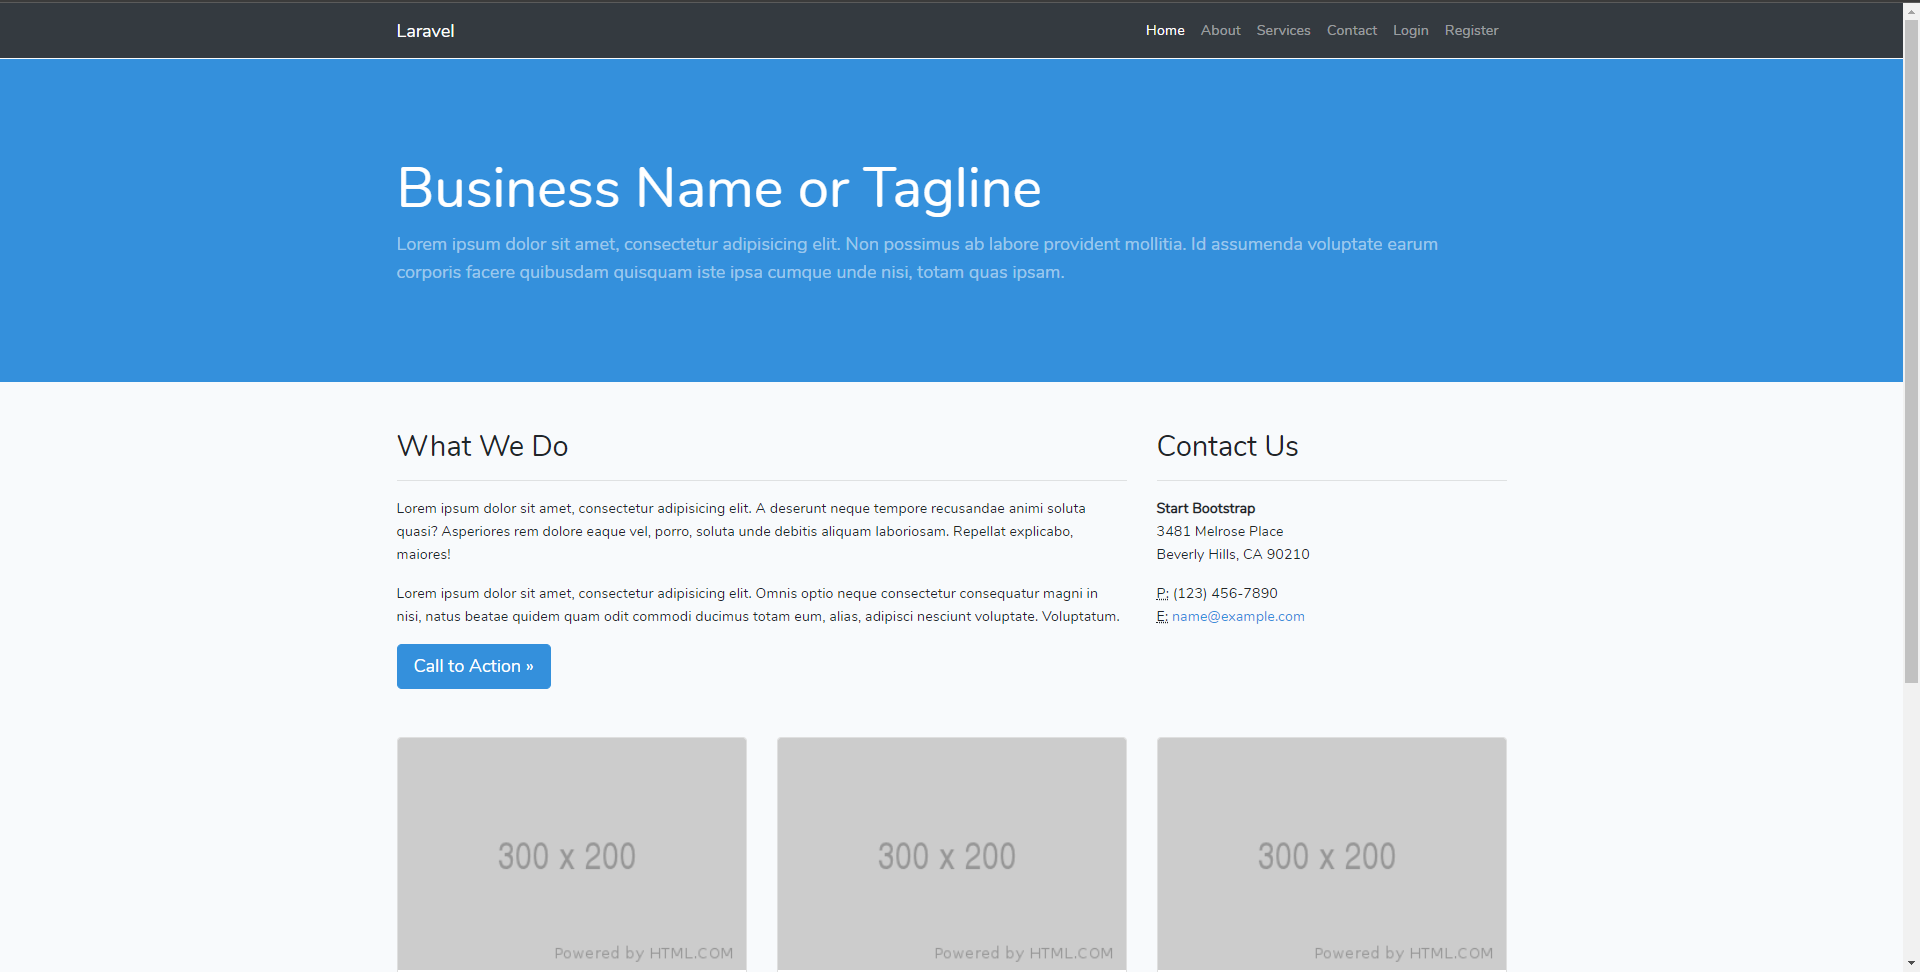 Laravel
Home About Services Contact Login Register
Business Name or Tagline
Lorem ipsum dolor sit amet, consectetur adipisicing elit. Non possimus ab labore provident mollitia. Id assumenda voluptate earum
corporis facere quibusdam quisquam iste ipsa cumque unde nisi, totam quas ipsam.
What We Do
Lorem ipsum dolor sit amet, consectetur adipisicing elit. A deserunt neque tempore recusandae animi soluta
quasi? Asperiores rem dolore eaque vel, porro, soluta unde debitis aliquam laboriosam. Repellat explicabo,
maiores!
Lorem ipsum dolor sit amet, consectetur adipisicing elit. Omnis optio neque consectetur consequatur magni in
nisi, natus beatae quidem quam odit commodi ducimus totam eum, alias, adipisci nesciunt voluptate. Voluptatum.
Call to Action »
Contact Us
Start Bootstrap
3481 Melrose Place
Beverly Hills, CA 90210
P: (123) 456-7890
E: name@example.com
300 x 200
Powered by HTML.COM
300 x 200
Powered by HTML.COM
300 x 200
Powered by HTML.COM